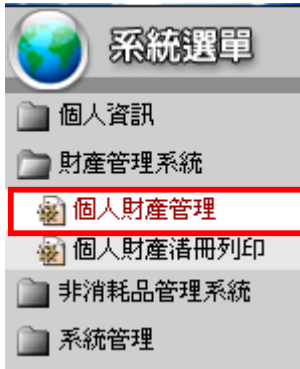 系統選單
個人資訊
財產管理系統
個人財產管理
個人財產清冊列印
非消耗品管理系統
系統管理